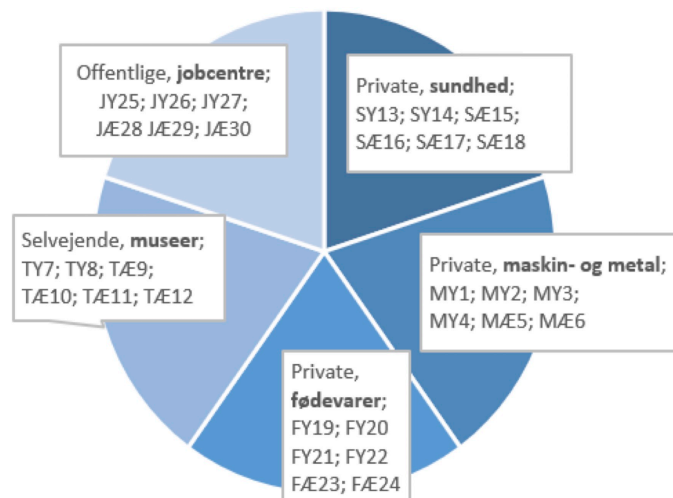 Offentlige, jobcentre;
JY25; JY26; JY27;
JÆ28 JÆ29; JÆ30
Private, sundhed;
SY13; SY14; SÆ15;
SÆ16; SÆ17; SÆ18
Selvejende, museer;
TY7; TY8; TÆ9;
TÆ10; TÆ11; TÆ12
Private, maskin- og metal;
MY1; MY2; MY3;
MY4; MÆ5; MÆ6
Private,
fødevarer;
FY19; FY20
FY21; FY22
FÆ23; FÆ24